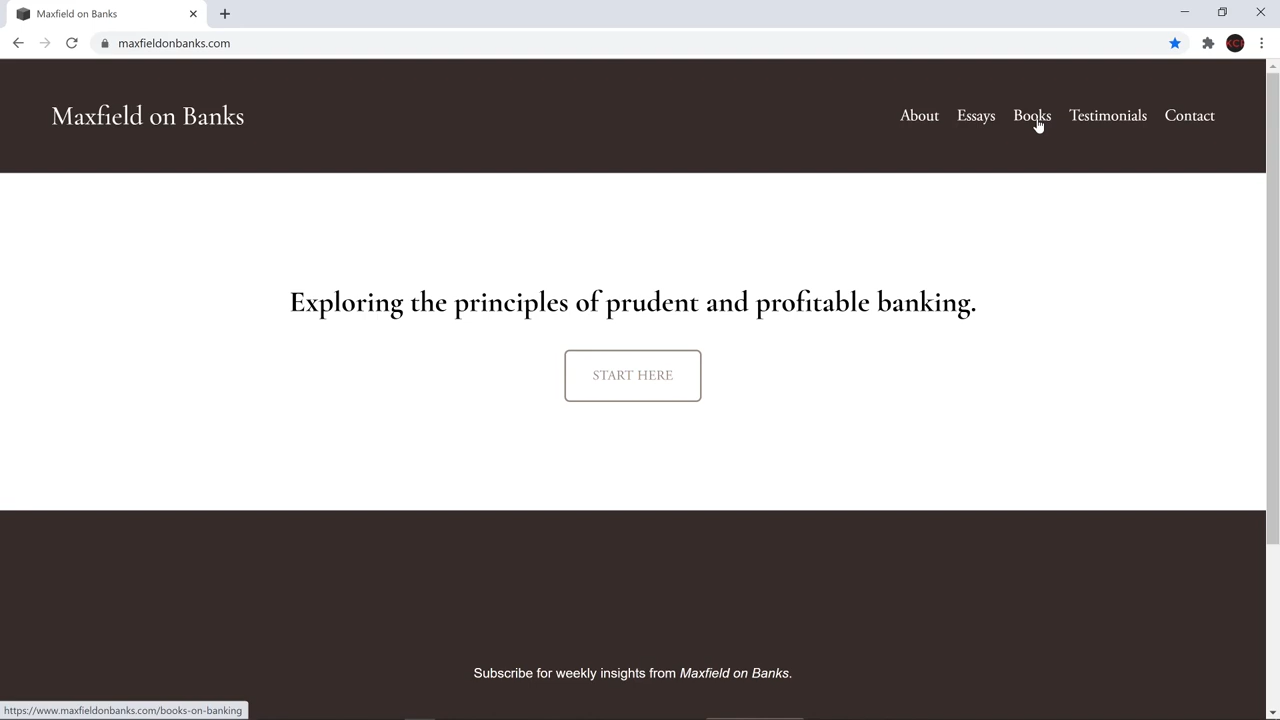 Maxfield on Banks
maxfieldonbanks.com
Maxfield on Banks
About Essays Books Testimonials Contact
Exploring the principles of prudent and profitable banking.
START HERE
Subscribe for weekly insights from Maxfield on Banks.
https://www.maxfieldonbanks.com/books-on-banking